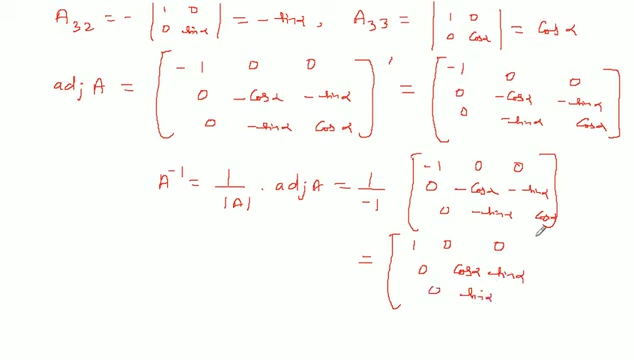 A₃₂ = - | 1 0 ; 0 sinα | = - sinα, A₃₃ = | 1 0 ; 0 cosα | = cosα
adj A = [ -1 0 0 ; 0 -cosα -sinα ; 0 -sinα cosα ]' = [ -1 0 0 ; 0 -cosα -sinα ; 0 -sinα cosα ]
A⁻¹ = 1/|A| . adj A = 1/-1 [ -1 0 0 ; 0 -cosα -sinα ; 0 -sinα cosα ]
= [ 1 0 0 ; 0 cosα sinα ; 0 sinα